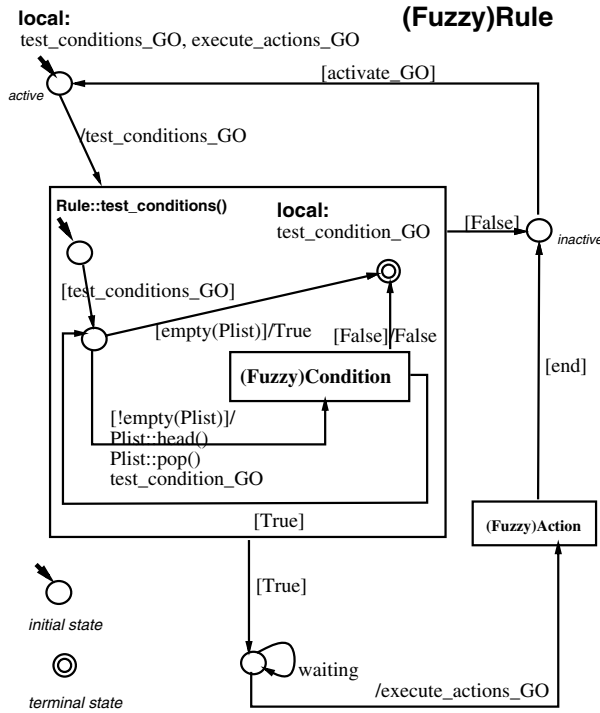 (Fuzzy)Rule
local:
test_conditions_GO, execute_actions_GO
active
[activate_GO]
/test_conditions_GO
Rule::test_conditions()
local:
test_condition_GO
[False]
inactive
[test_conditions_GO]
[empty(Plist)]/True
[False]/False
(Fuzzy)Condition
[end]
[!empty(Plist)]/
Plist::head()
Plist::pop()
test_condition_GO
[True]
(Fuzzy)Action
[True]
initial state
waiting
/execute_actions_GO
terminal state